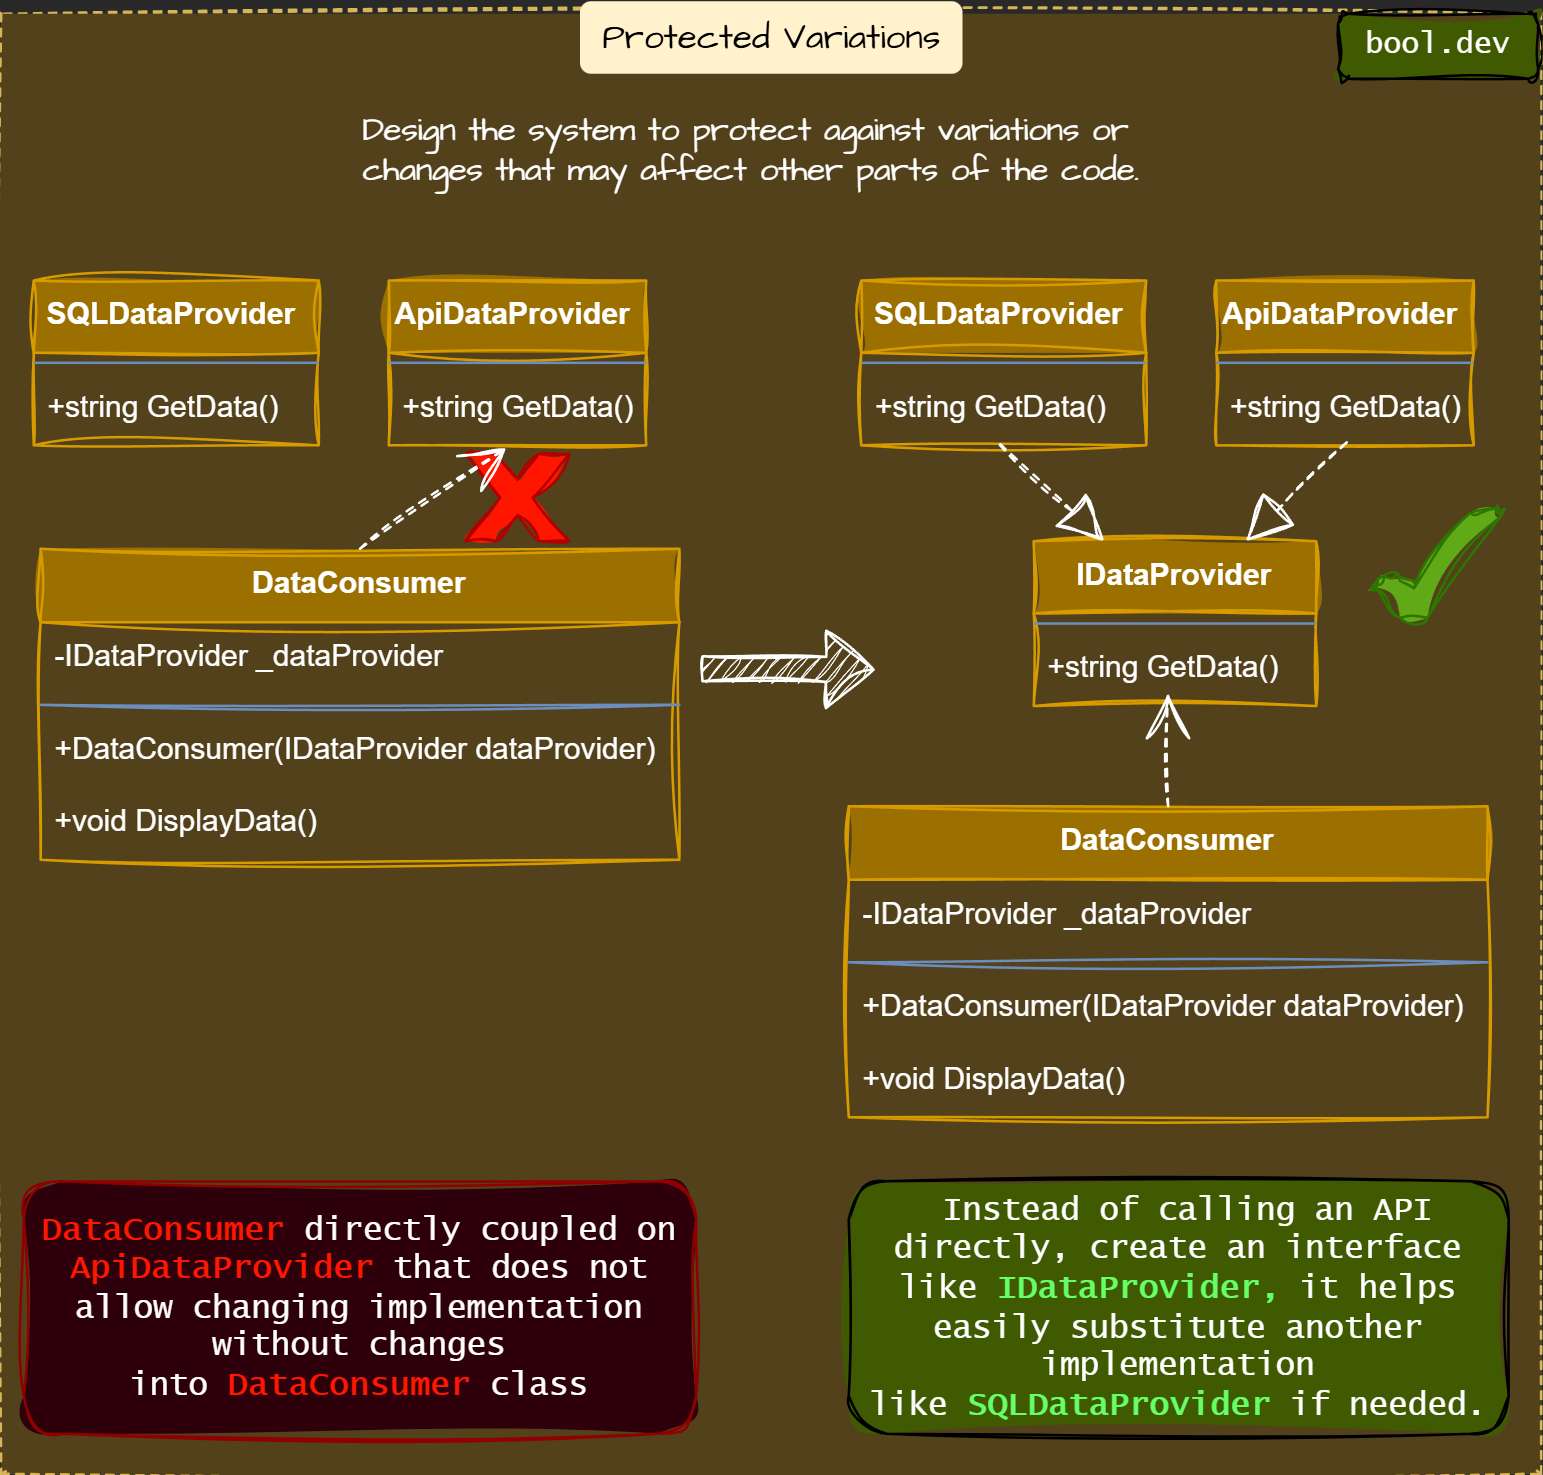 Protected Variations
bool.dev
Design the system to protect against variations or
changes that may affect other parts of the code.
SQLDataProvider
+string GetData()
ApiDataProvider
+string GetData()
DataConsumer
-IDataProvider _dataProvider
+DataConsumer(IDataProvider dataProvider)
+void DisplayData()
SQLDataProvider
+string GetData()
ApiDataProvider
+string GetData()
IDataProvider
+string GetData()
DataConsumer
-IDataProvider _dataProvider
+DataConsumer(IDataProvider dataProvider)
+void DisplayData()
DataConsumer directly coupled on
ApiDataProvider that does not
allow changing implementation
without changes
into DataConsumer class
Instead of calling an API
directly, create an interface
like IDataProvider, it helps
easily substitute another
implementation
like SQLDataProvider if needed.